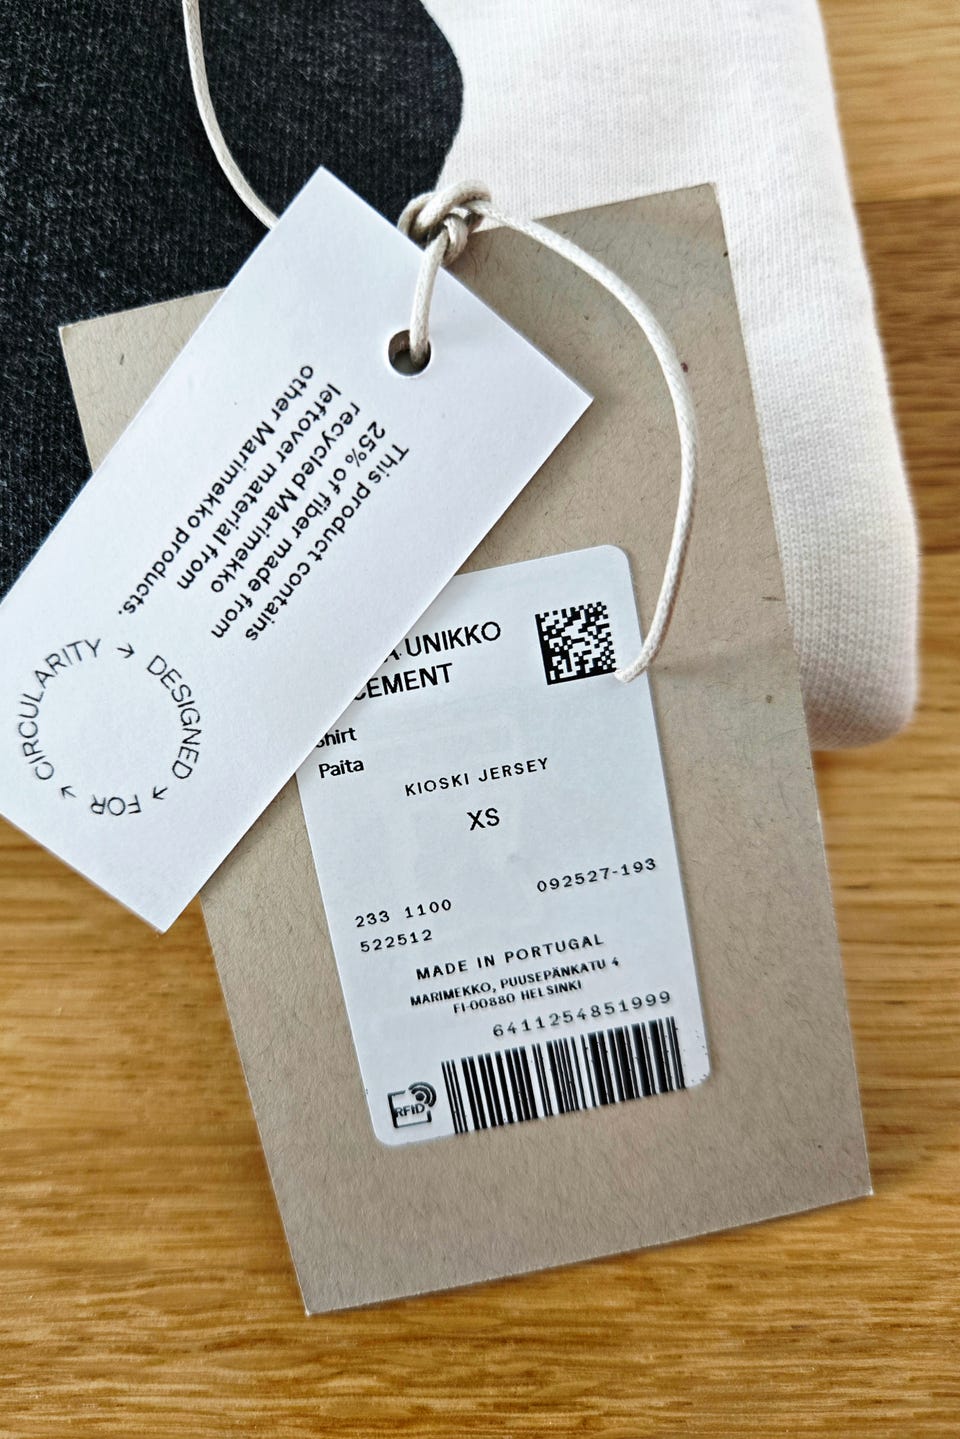 This product contains
25% of fiber made from
recycled Marimekko
leftover material from
other Marimekko products.
CIRCULARITY → DESIGNED → FOR →
UNIKKO
Paita
KIOSKI JERSEY
XS
092527-193
233 1100
522512
MADE IN PORTUGAL
MARIMEKKO, PUUSEPÄNKATU 4
FI-00880 HELSINKI
6411254851999
RFID